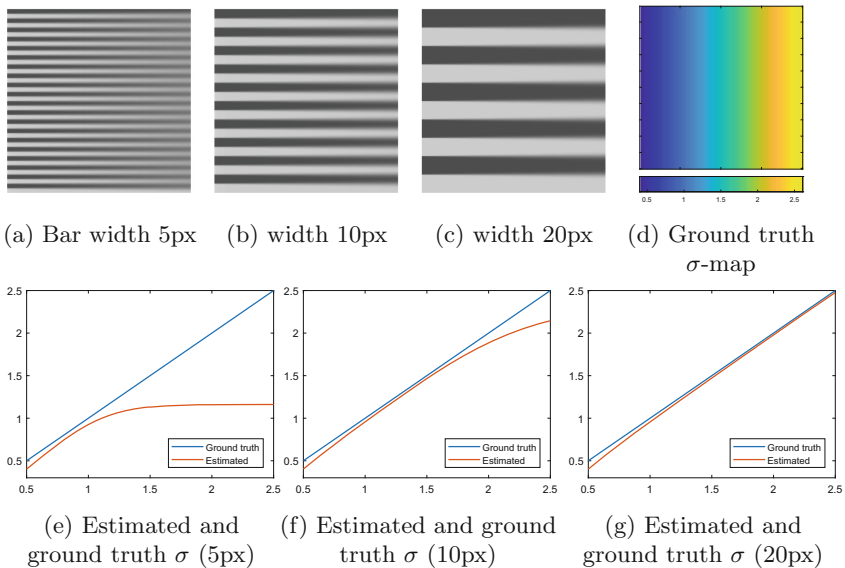 0.5 1 1.5 2 2.5
(a) Bar width 5px
(b) width 10px
(c) width 20px
(d) Ground truth
σ-map
2.5
2
1.5
1
0.5
0.5 1 1.5 2 2.5
Ground truth
Estimated
2.5
2
1.5
1
0.5
0.5 1 1.5 2 2.5
Ground truth
Estimated
2.5
2
1.5
1
0.5
0.5 1 1.5 2 2.5
Ground truth
Estimated
(e) Estimated and
ground truth σ (5px)
(f) Estimated and ground
truth σ (10px)
(g) Estimated and
ground truth σ (20px)